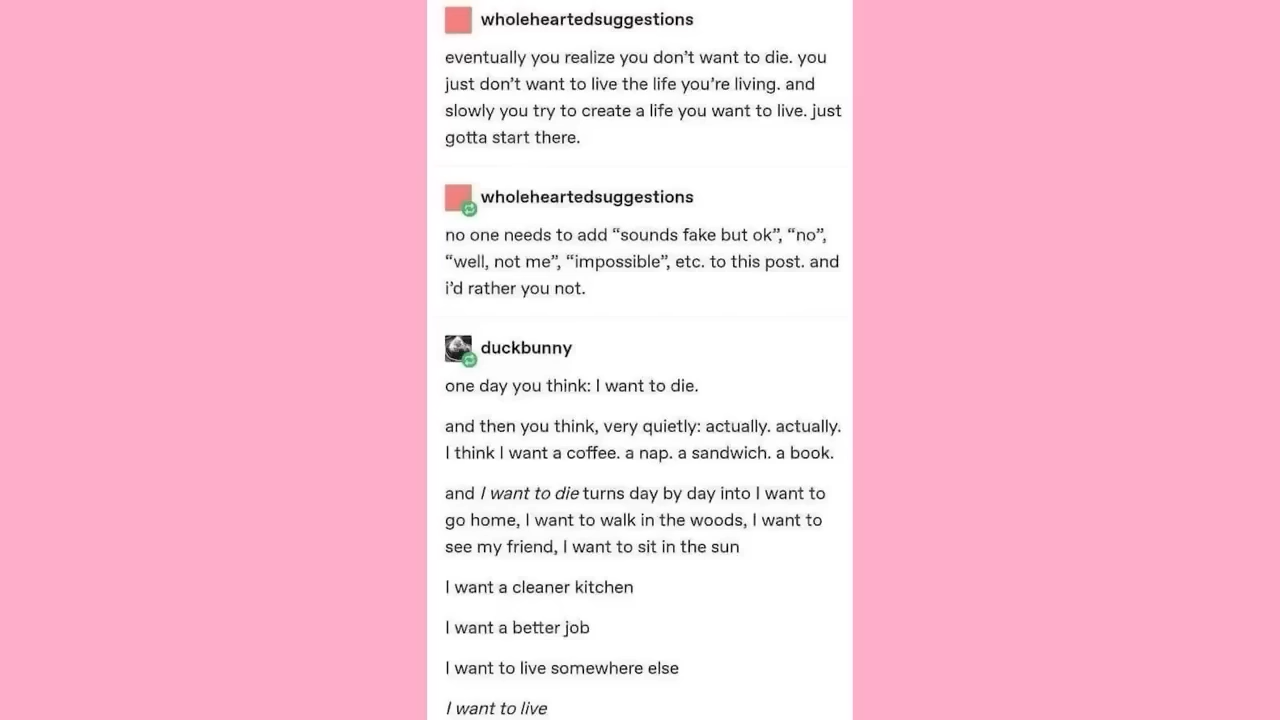 wholeheartedsuggestions
eventually you realize you don’t want to die. you
just don’t want to live the life you’re living. and
slowly you try to create a life you want to live. just
gotta start there.
wholeheartedsuggestions
no one needs to add “sounds fake but ok”, “no”,
“well, not me”, “impossible”, etc. to this post. and
i’d rather you not.
duckbunny
one day you think: I want to die.
and then you think, very quietly: actually. actually.
I think I want a coffee. a nap. a sandwich. a book.
and I want to die turns day by day into I want to
go home, I want to walk in the woods, I want to
see my friend, I want to sit in the sun
I want a cleaner kitchen
I want a better job
I want to live somewhere else
I want to live